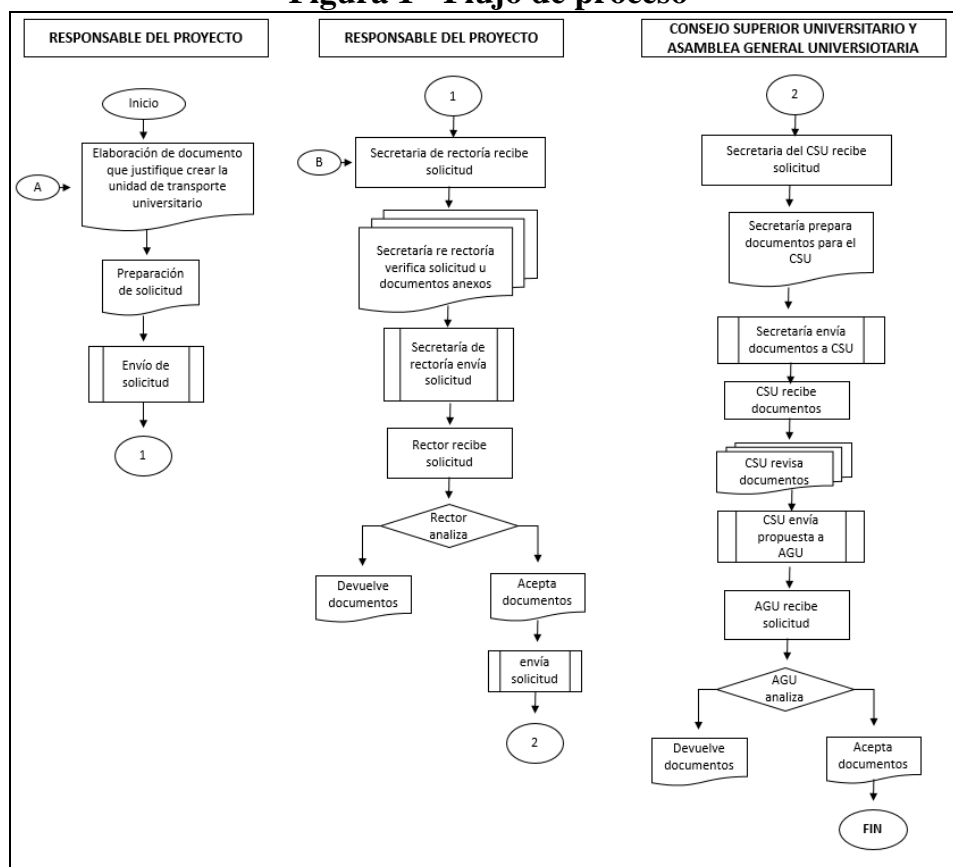 Figura 1 - Flujo de proceso
RESPONSABLE DEL PROYECTO
Inicio
Elaboración de documento
que justifique crear la
unidad de transporte
universitario
A
Preparación
de solicitud
Envío de
solicitud
1
RESPONSABLE DEL PROYECTO
1
B
Secretaria de rectoría recibe
solicitud
Secretaría re rectoría
verifica solicitud u
documentos anexos
Secretaría de
rectoría envía
solicitud
Rector recibe
solicitud
Rector
analiza
Devuelve
documentos
Acepta
documentos
envía
solicitud
2
CONSEJO SUPERIOR UNIVERSITARIO Y
ASAMBLEA GENERAL UNIVERSIOTARIA
2
Secretaria del CSU recibe
solicitud
Secretaría prepara
documentos para el
CSU
Secretaría envía
documentos a CSU
CSU recibe
documentos
CSU revisa
documentos
CSU envía
propuesta a
AGU
AGU recibe
solicitud
AGU
analiza
Devuelve
documentos
Acepta
documentos
FIN